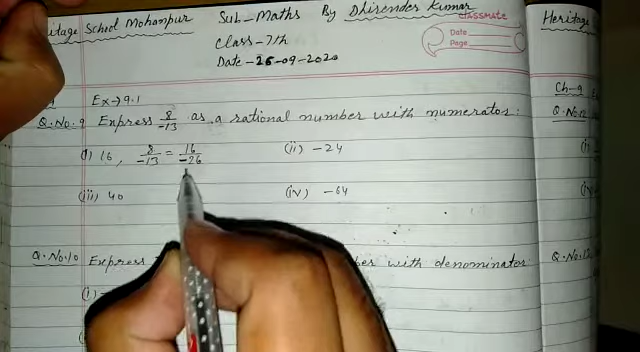 itage School Mohanpur Sub-Maths By Dhirender Kumar
CLASSMATE
Class-7th
Date
Page
Date-26-09-2020
Heritage
Ex→9.1
Ch-9
Q.No.9 Express 8/-13 as a rational number with numerator:
(i) 16, 8/-13 = 16/-26 (ii) -24
(iii) 40 (iv) -64
Q.No.10 Express number with denominator
(i)